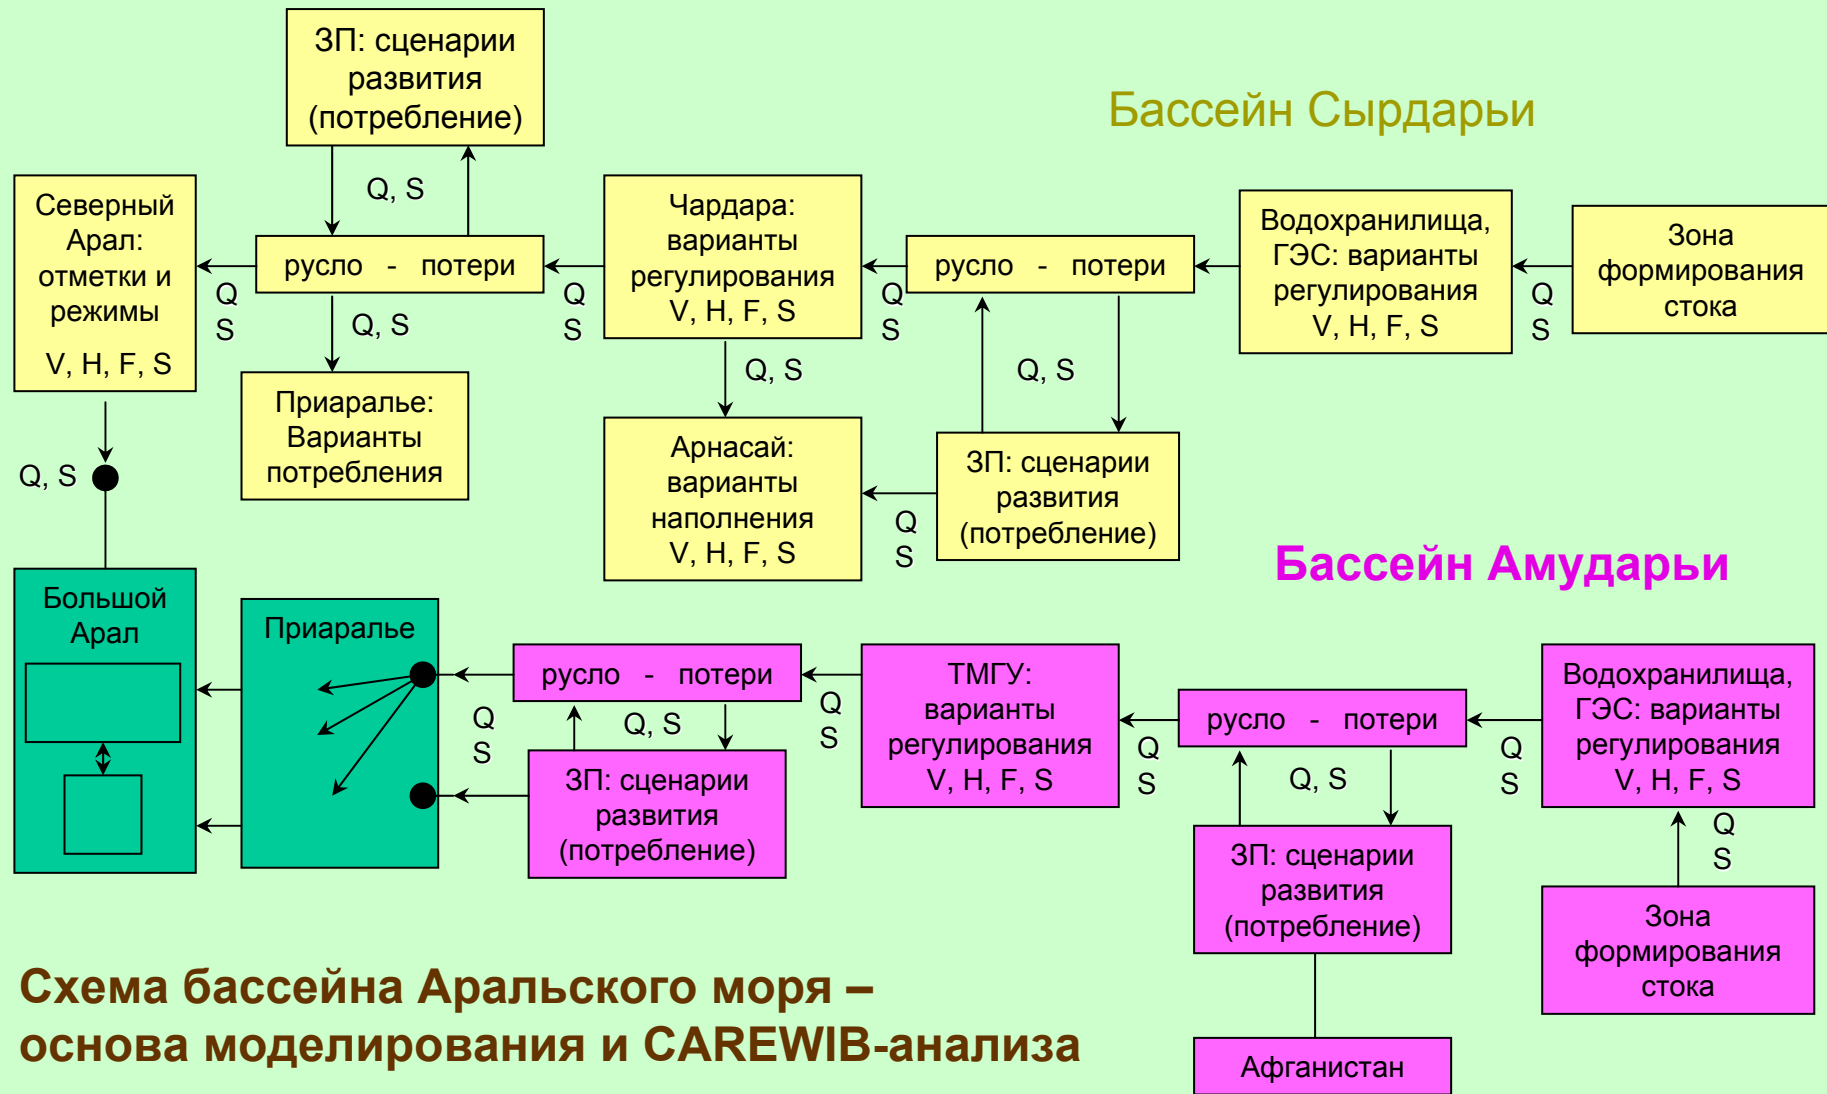 ЗП: сценарии
развития
(потребление)
Бассейн Сырдарьи
Q, S
Северный
Арал:
отметки и
режимы
V, H, F, S
Q
S
русло - потери
Q
S
Чардара:
варианты
регулирования
V, H, F, S
Q
S
русло - потери
Водохранилища,
ГЭС: варианты
регулирования
V, H, F, S
Q
S
Зона
формирования
стока
Q, S
Приаралье:
Варианты
потребления
Q, S
Q, S
Арнасай:
варианты
наполнения
V, H, F, S
Q
S
ЗП: сценарии
развития
(потребление)
Q, S
Бассейн Амударьи
Большой
Арал
Приаралье
Q
S
русло - потери
Q, S
Q
S
ЗП: сценарии
развития
(потребление)
ТМГУ:
варианты
регулирования
V, H, F, S
Q
S
русло - потери
Q, S
Q
S
Водохранилища,
ГЭС: варианты
регулирования
V, H, F, S
Q
S
ЗП: сценарии
развития
(потребление)
Зона
формирования
стока
Афганистан
Схема бассейна Аральского моря –
основа моделирования и CAREWIB-анализа